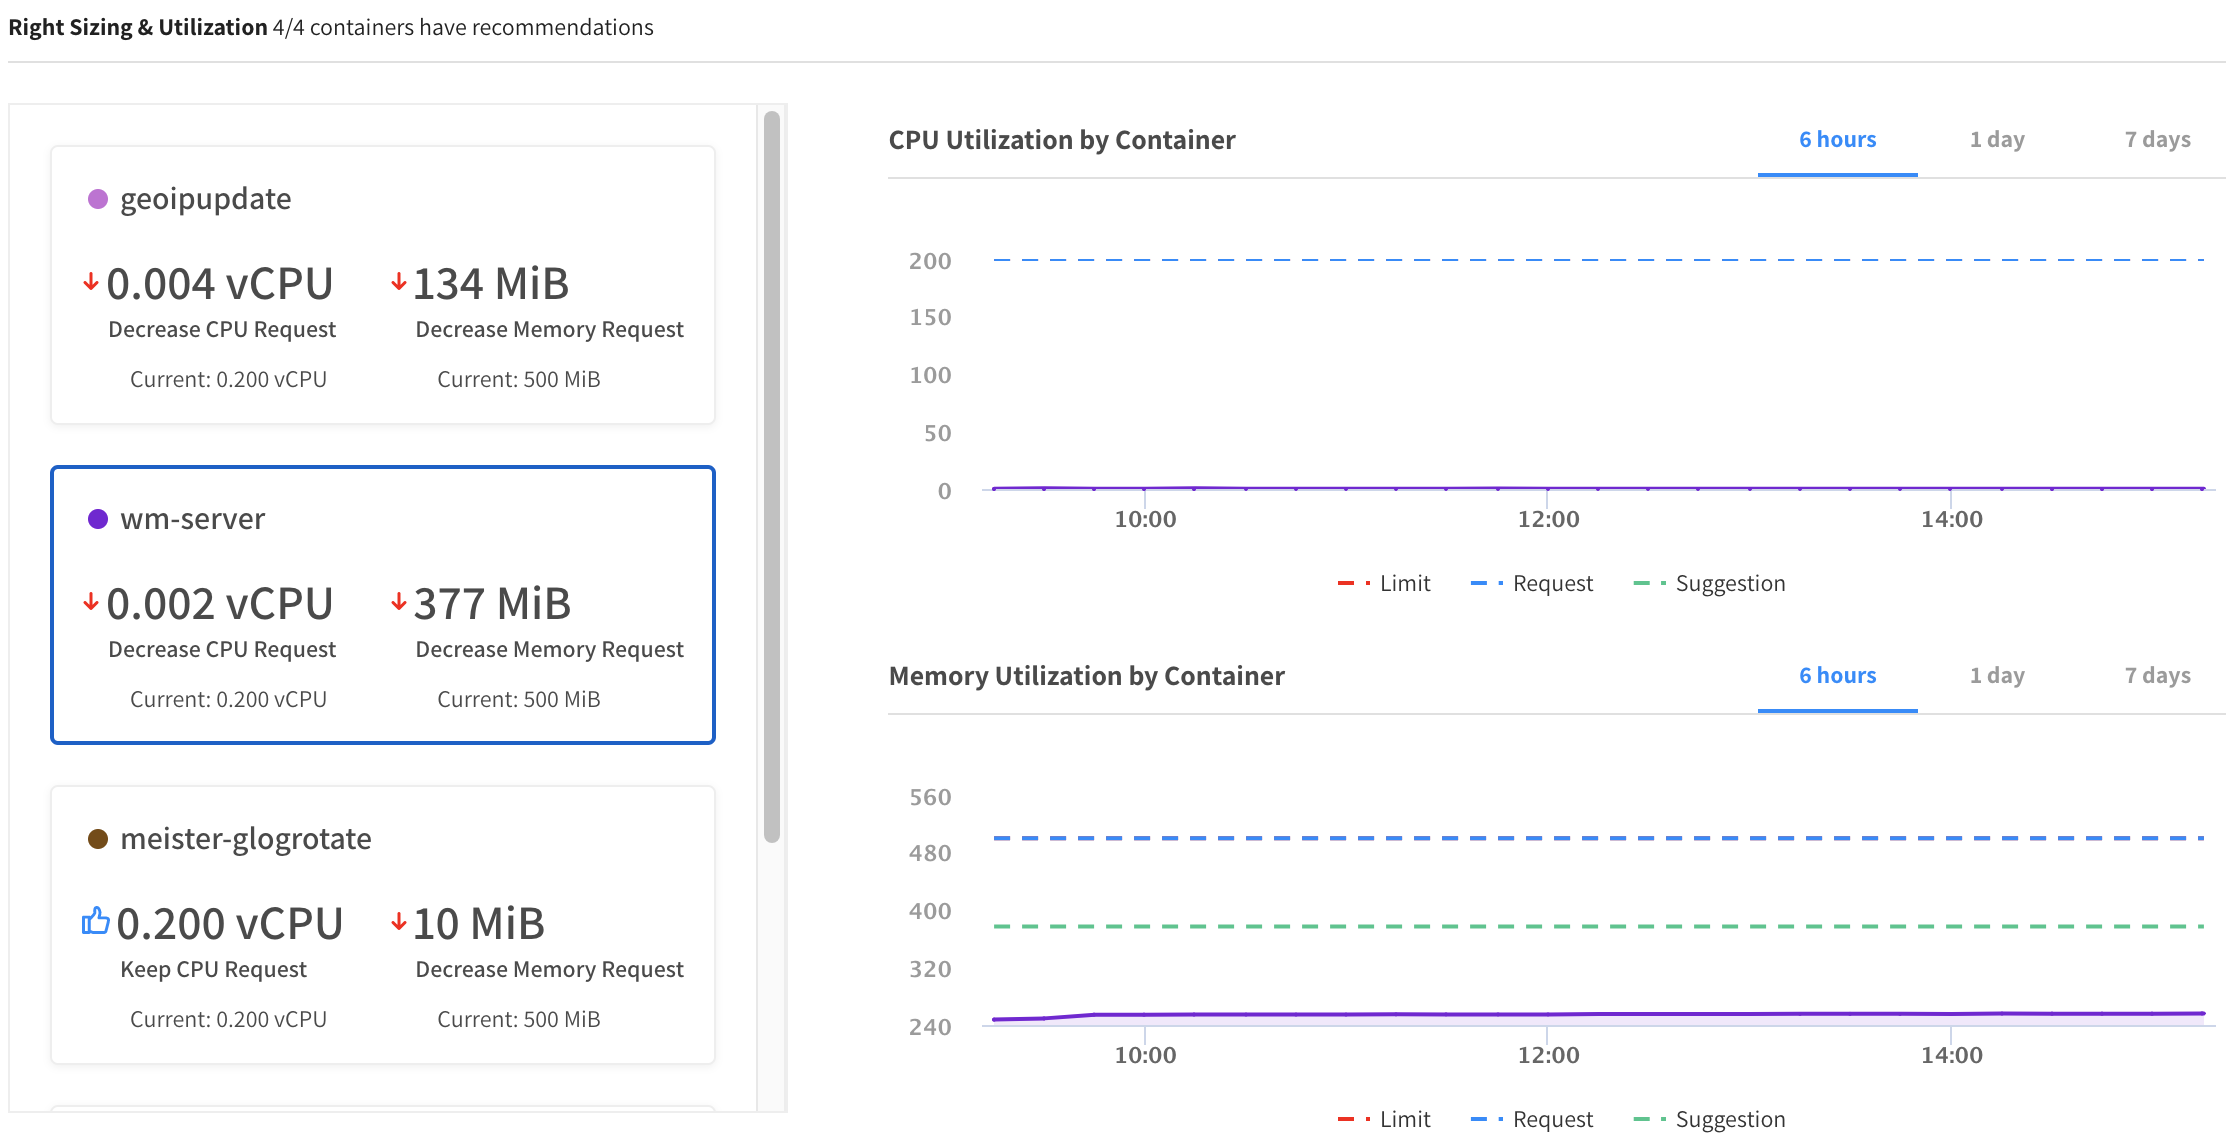 Right Sizing & Utilization 4/4 containers have recommendations
geoipupdate
0.004 vCPU
Decrease CPU Request
Current: 0.200 vCPU
134 MiB
Decrease Memory Request
Current: 500 MiB
wm-server
0.002 vCPU
Decrease CPU Request
Current: 0.200 vCPU
377 MiB
Decrease Memory Request
Current: 500 MiB
meister-glogrotate
0.200 vCPU
Keep CPU Request
Current: 0.200 vCPU
10 MiB
Decrease Memory Request
Current: 500 MiB
CPU Utilization by Container
6 hours 1 day 7 days
200
150
100
50
0
10:00 12:00 14:00
Limit Request Suggestion
Memory Utilization by Container
6 hours 1 day 7 days
560
480
400
320
240
10:00 12:00 14:00
Limit Request Suggestion